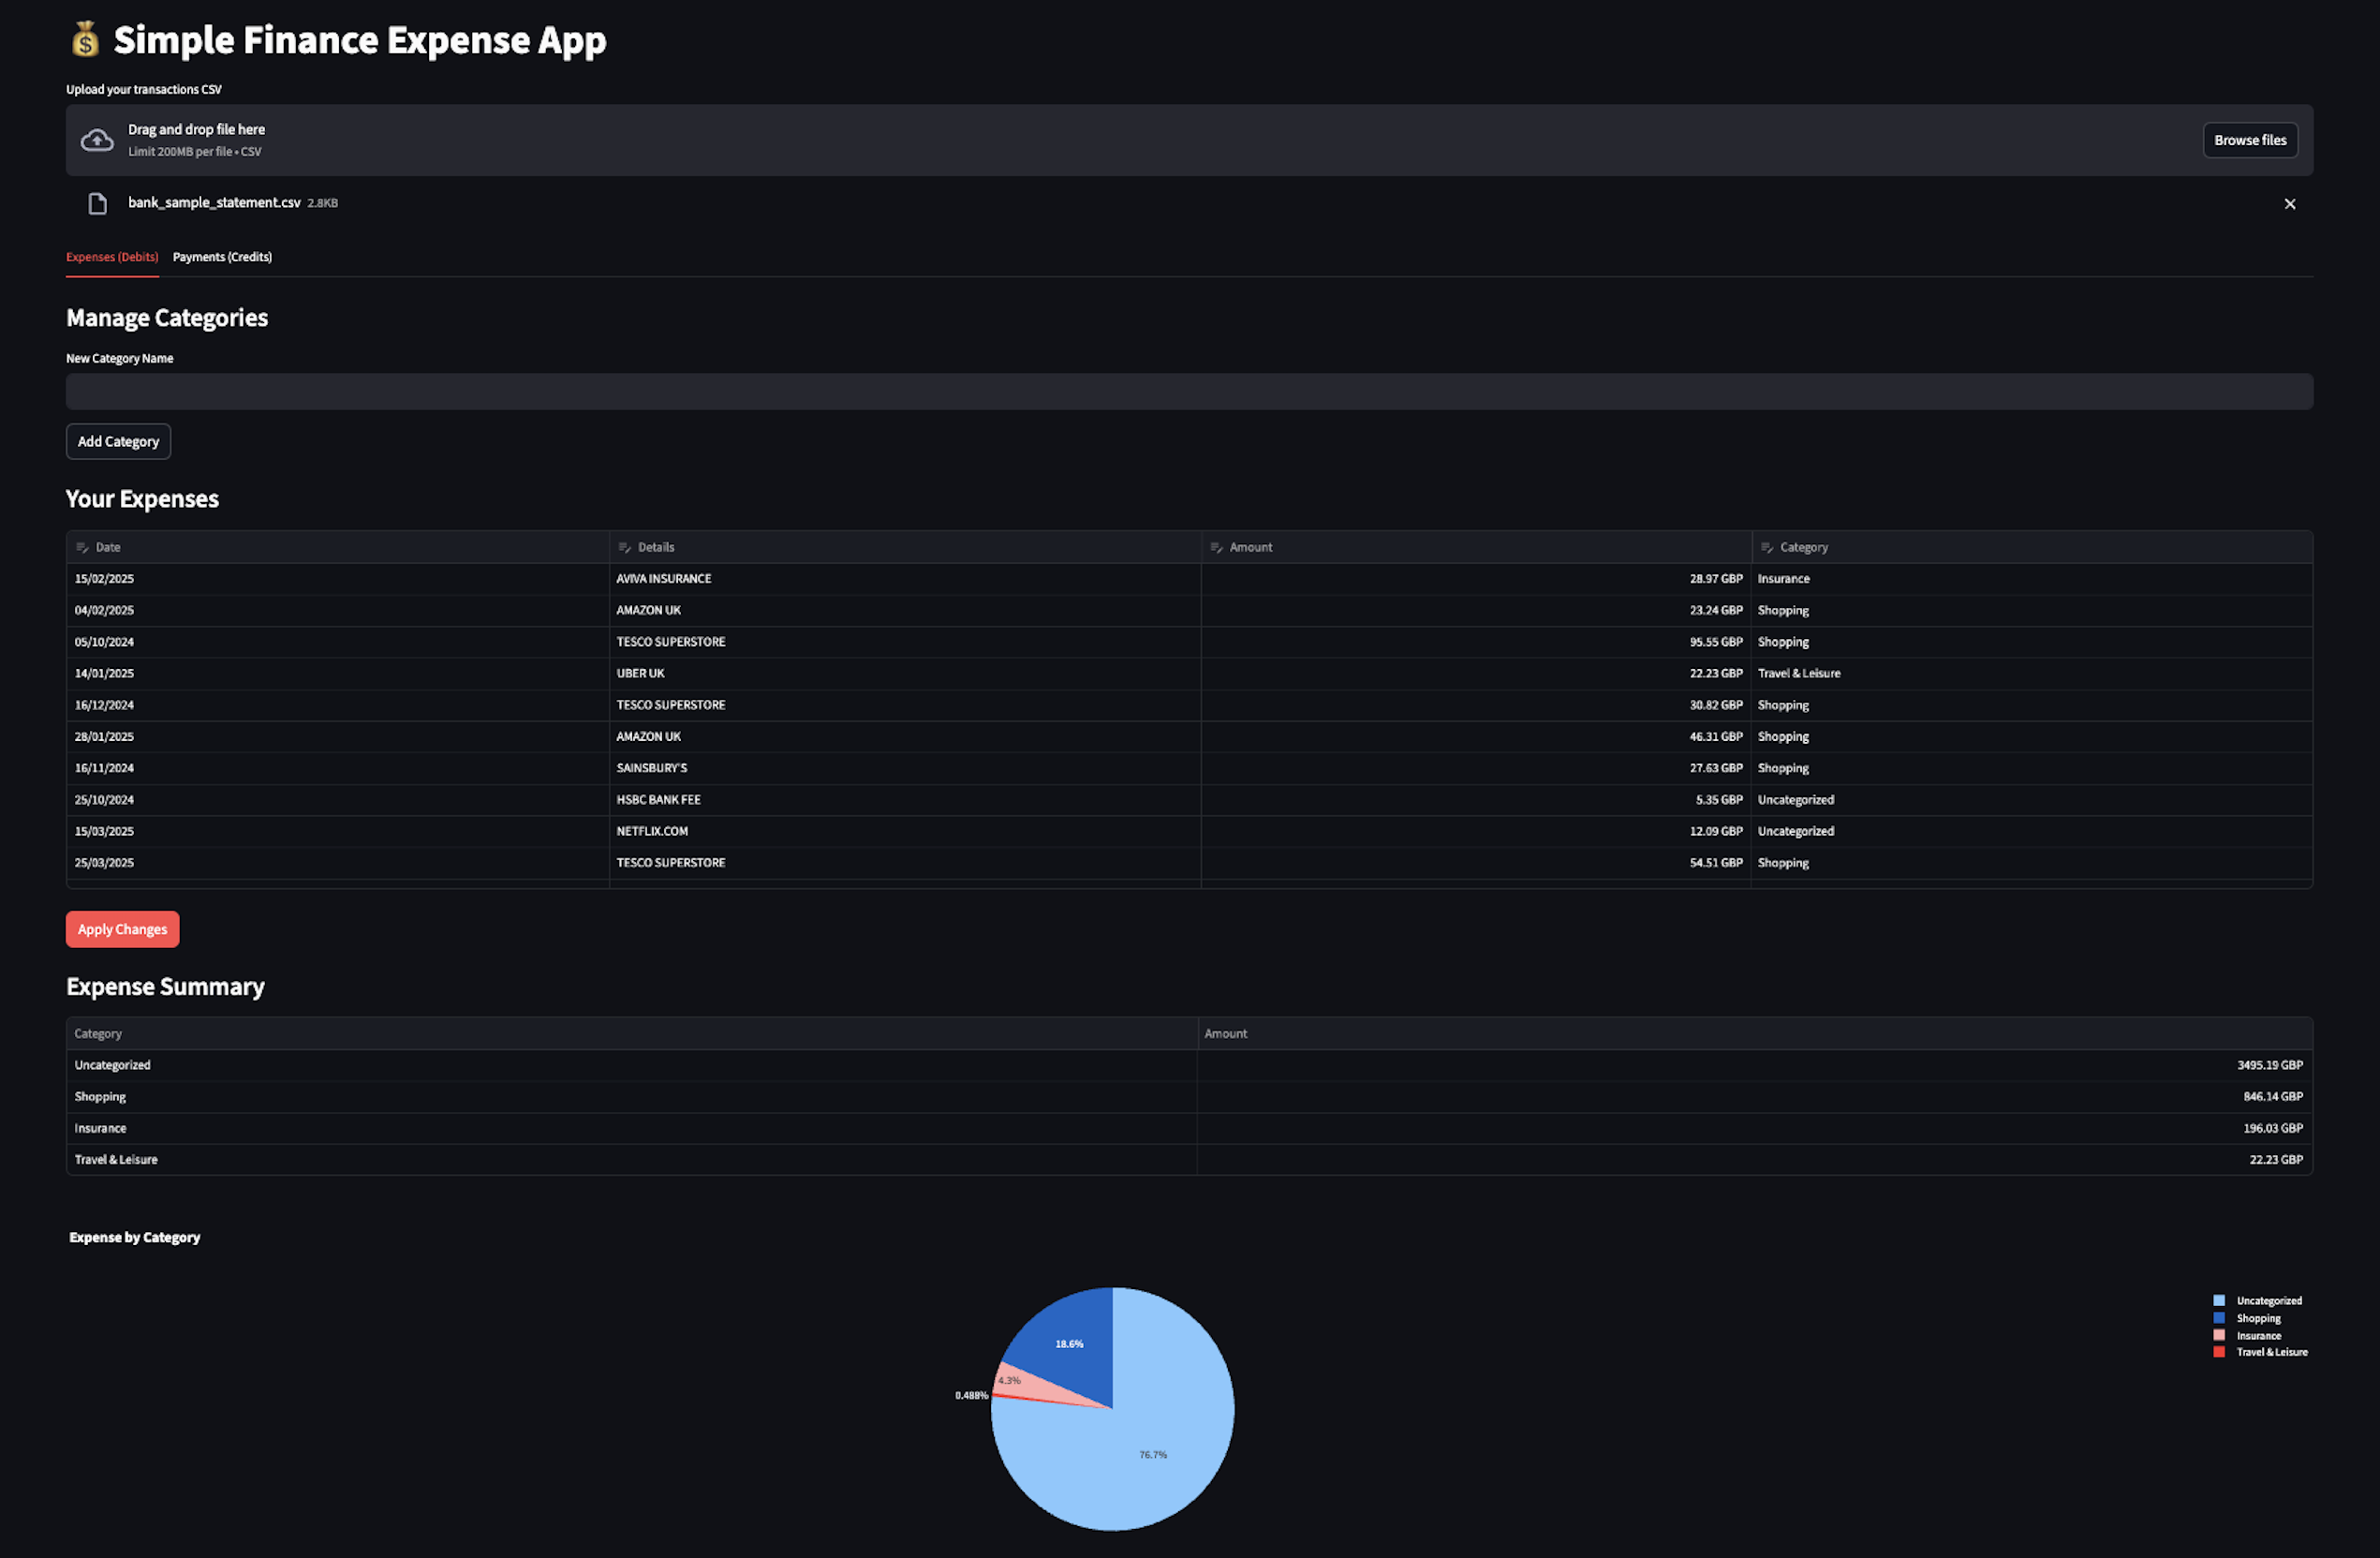 💰 Simple Finance Expense App
Upload your transactions CSV
Drag and drop file here
Limit 200MB per file • CSV
Browse files
bank_sample_statement.csv 2.8KB
Expenses (Debits) Payments (Credits)
Manage Categories
New Category Name
Add Category
Your Expenses
Date Details Amount Category
15/02/2025 AVIVA INSURANCE 28.97 GBP Insurance
04/02/2025 AMAZON UK 23.24 GBP Shopping
05/10/2024 TESCO SUPERSTORE 95.55 GBP Shopping
14/01/2025 UBER UK 22.23 GBP Travel & Leisure
16/12/2024 TESCO SUPERSTORE 30.82 GBP Shopping
28/01/2025 AMAZON UK 46.31 GBP Shopping
16/11/2024 SAINSBURY'S 27.63 GBP Shopping
25/10/2024 HSBC BANK FEE 5.35 GBP Uncategorized
15/03/2025 NETFLIX.COM 12.09 GBP Uncategorized
25/03/2025 TESCO SUPERSTORE 54.51 GBP Shopping
Apply Changes
Expense Summary
Category Amount
Uncategorized 3495.19 GBP
Shopping 846.14 GBP
Insurance 196.03 GBP
Travel & Leisure 22.23 GBP
Expense by Category
18.6%
4.3%
0.488%
76.7%
Uncategorized
Shopping
Insurance
Travel & Leisure